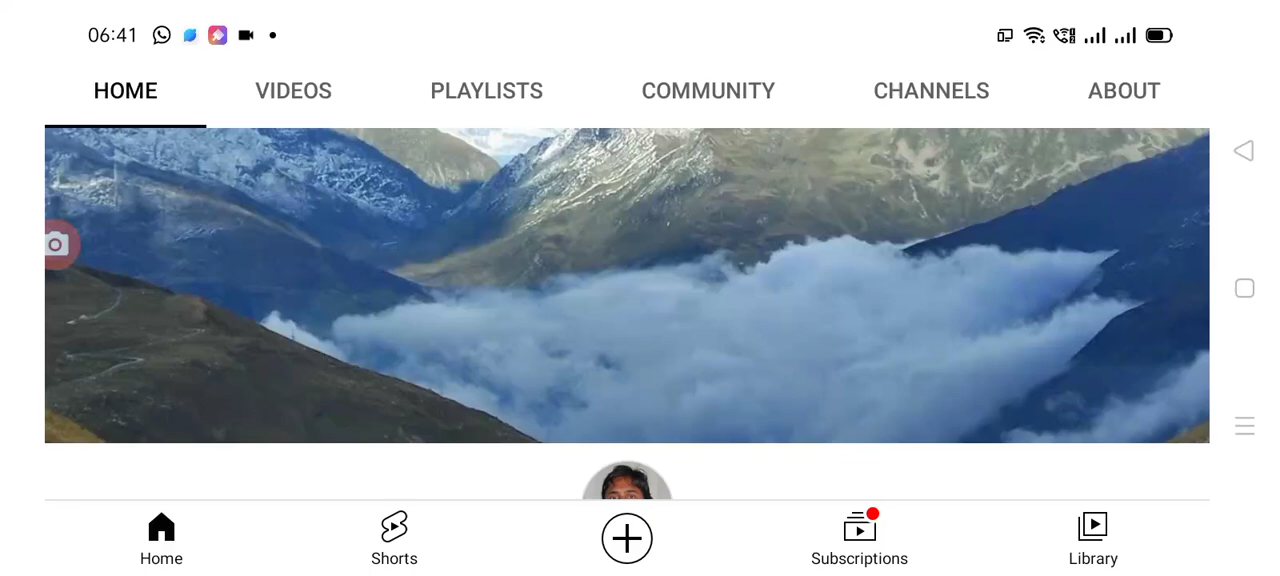 06:41
HOME VIDEOS PLAYLISTS COMMUNITY CHANNELS ABOUT
Home Shorts Subscriptions Library